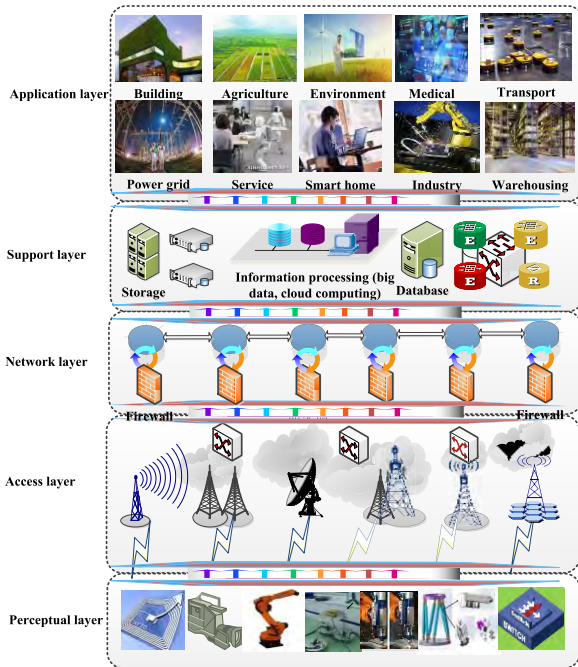 Application layer
Building
Agriculture
Environment
Medical
Transport
Power grid
Service
Smart home
Industry
Warehousing
Support layer
Storage
Information processing (big
data, cloud computing)
Database
E
E
E
R
Network layer
Firewall
Firewall
Access layer
Perceptual layer
SWITCH